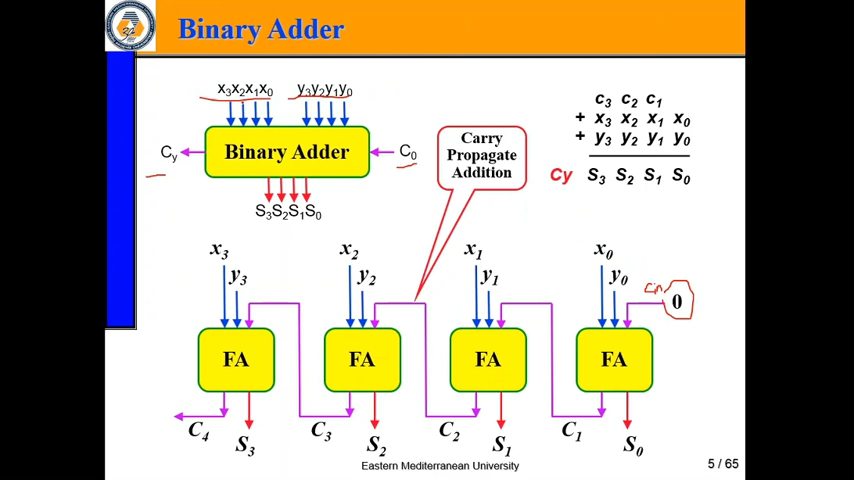 Binary Adder
x3x2x1x0 y3y2y1y0
Cy Binary Adder C0
S3S2S1S0
Carry
Propagate
Addition
c3 c2 c1
+ x3 x2 x1 x0
+ y3 y2 y1 y0
Cy S3 S2 S1 S0
x3 x2 x1 x0
y3 y2 y1 y0
Cin 0
FA FA FA FA
C4 C3 C2 C1
S3 S2 S1 S0
Eastern Mediterranean University
5 / 65